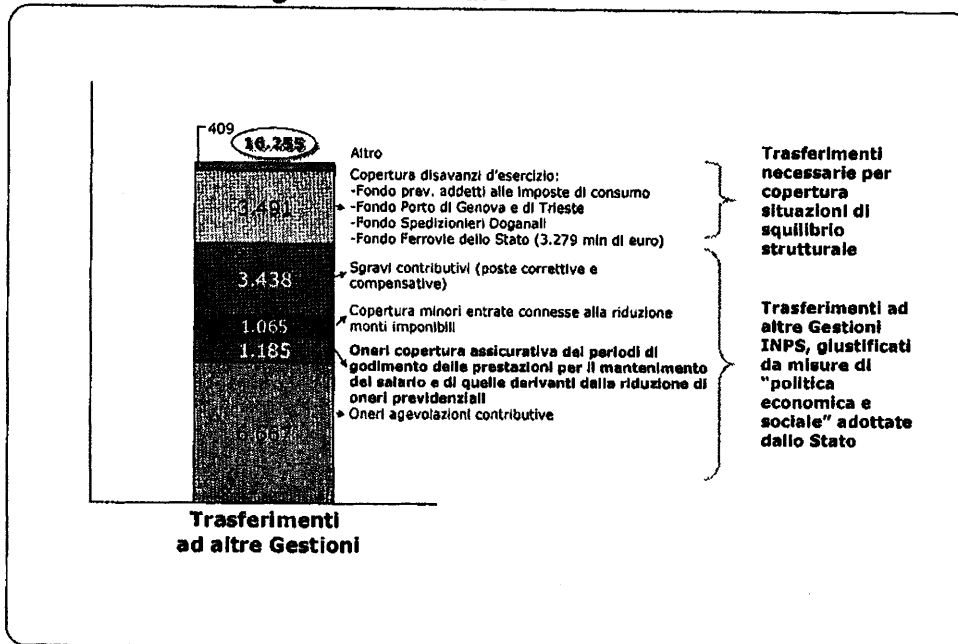 409
16.255
Altro
Copertura disavanzi d'esercizio:
-Fondo prev. addetti alle imposte di consumo
3.491
-Fondo Porto di Genova e di Trieste
-Fondo Spedizionieri Doganali
-Fondo Ferrovie dello Stato (3.279 mln di euro)
Trasferimenti
necessarie per
copertura
situazioni di
squilibrio
strutturale
3.438
Sgravi contributivi (poste correttive e
compensative)
1.065
Copertura minori entrate connesse alla riduzione
monti imponibili
1.185
Oneri copertura assicurativa dei periodi di
godimento delle prestazioni per il mantenimento
del salario e di quelle derivanti dalla riduzione di
oneri previdenziali
6.667
Oneri agevolazioni contributive
Trasferimenti ad
altre Gestioni
INPS, giustificati
da misure di
"politica
economica e
sociale" adottate
dallo Stato
Trasferimenti
ad altre Gestioni